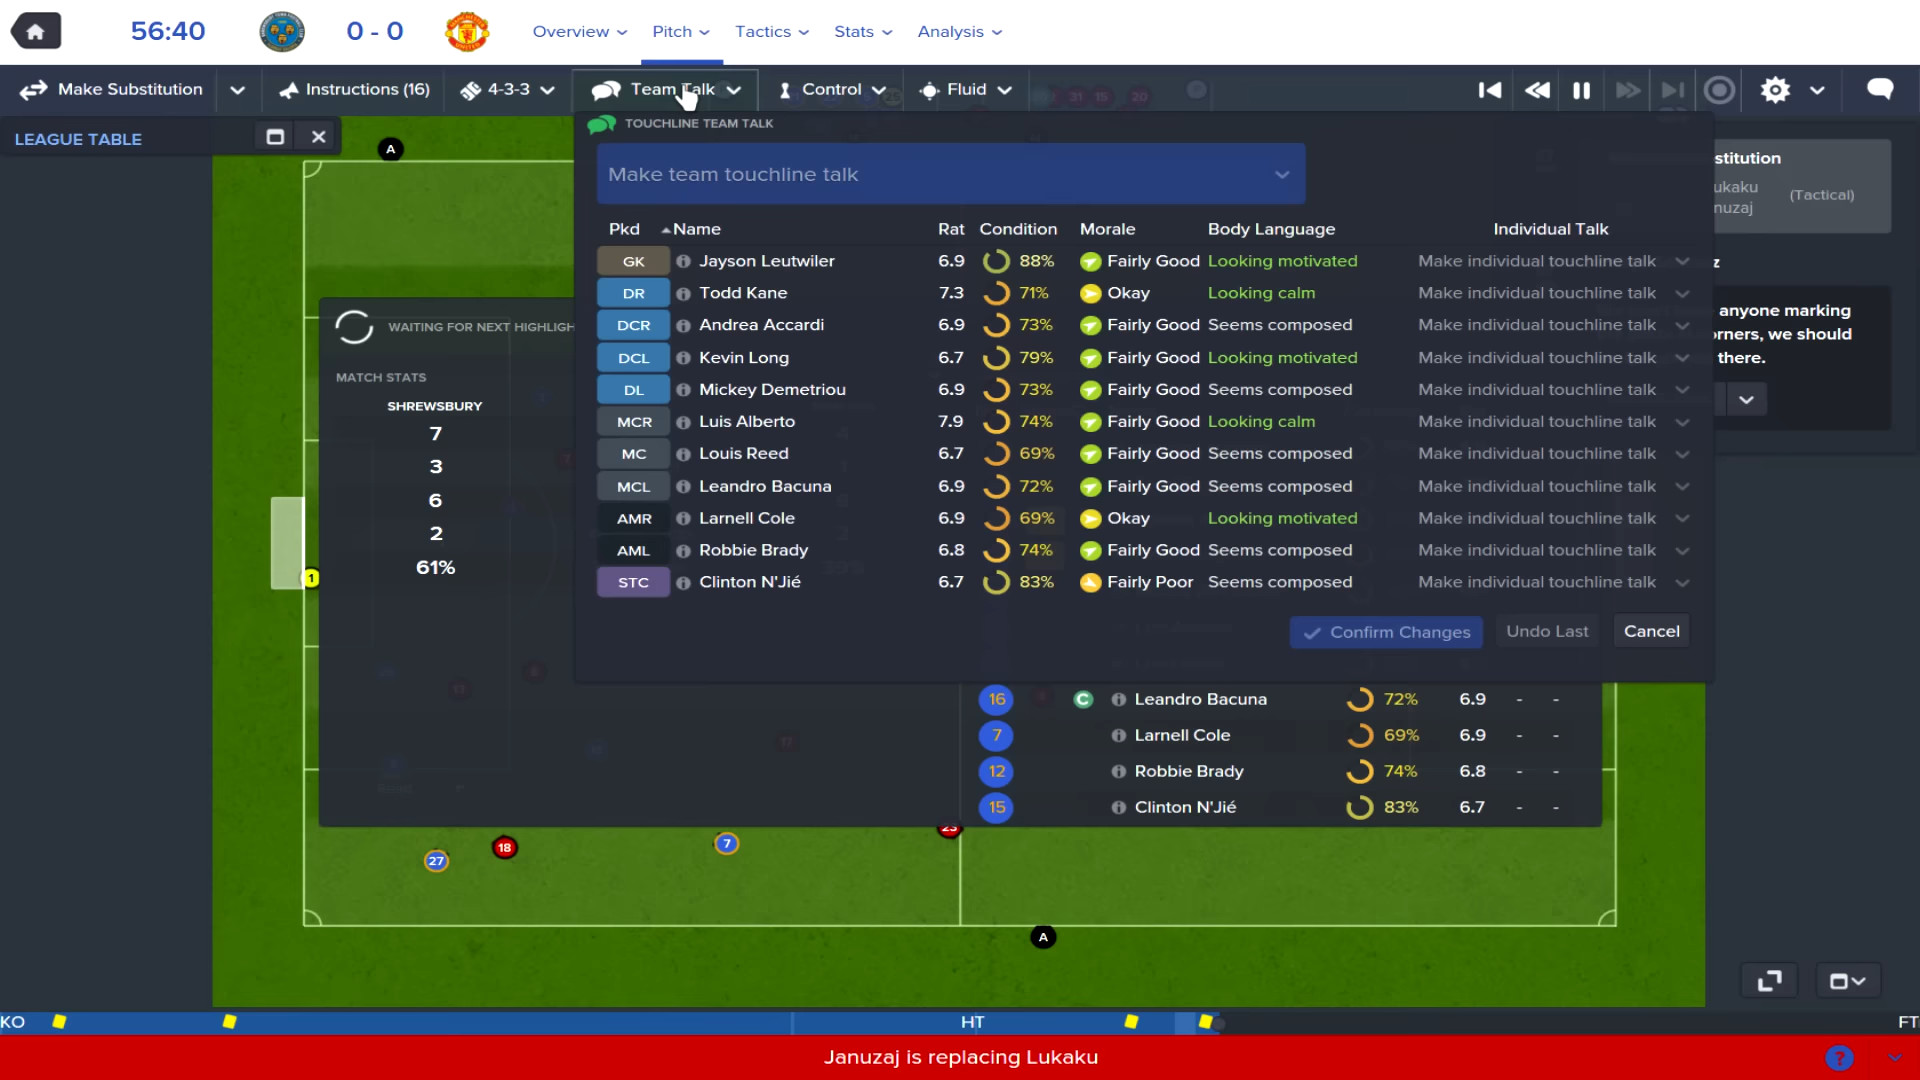 56:40 0 - 0 Overview Pitch Tactics Stats Analysis
Make Substitution Instructions (16) 4-3-3 Team Talk Control Fluid
LEAGUE TABLE
TOUCHLINE TEAM TALK
Make team touchline talk
Pkd Name Rat Condition Morale Body Language Individual Talk
GK Jayson Leutwiler 6.9 88% Fairly Good Looking motivated Make individual touchline talk
DR Todd Kane 7.3 71% Okay Looking calm Make individual touchline talk
DCR Andrea Accardi 6.9 73% Fairly Good Seems composed Make individual touchline talk
DCL Kevin Long 6.7 79% Fairly Good Looking motivated Make individual touchline talk
DL Mickey Demetriou 6.9 73% Fairly Good Seems composed Make individual touchline talk
MCR Luis Alberto 7.9 74% Fairly Good Looking calm Make individual touchline talk
MC Louis Reed 6.7 69% Fairly Good Seems composed Make individual touchline talk
MCL Leandro Bacuna 6.9 72% Fairly Good Seems composed Make individual touchline talk
AMR Larnell Cole 6.9 69% Okay Looking motivated Make individual touchline talk
AML Robbie Brady 6.8 74% Fairly Good Seems composed Make individual touchline talk
STC Clinton N'Jié 6.7 83% Fairly Poor Seems composed Make individual touchline talk
Confirm Changes Undo Last Cancel
stitution
ukaku
nuzaj
(Tactical)
z
anyone marking
orners, we should
there.
A
WAITING FOR NEXT HIGHLIGH
MATCH STATS
SHREWSBURY
7
3
6
2
61%
1
16 C Leandro Bacuna 72% 6.9 - -
7 Larnell Cole 69% 6.9 - -
12 Robbie Brady 74% 6.8 - -
15 Clinton N'Jié 83% 6.7 - -
27 18 7 23
A
KO HT FT
Januzaj is replacing Lukaku ?